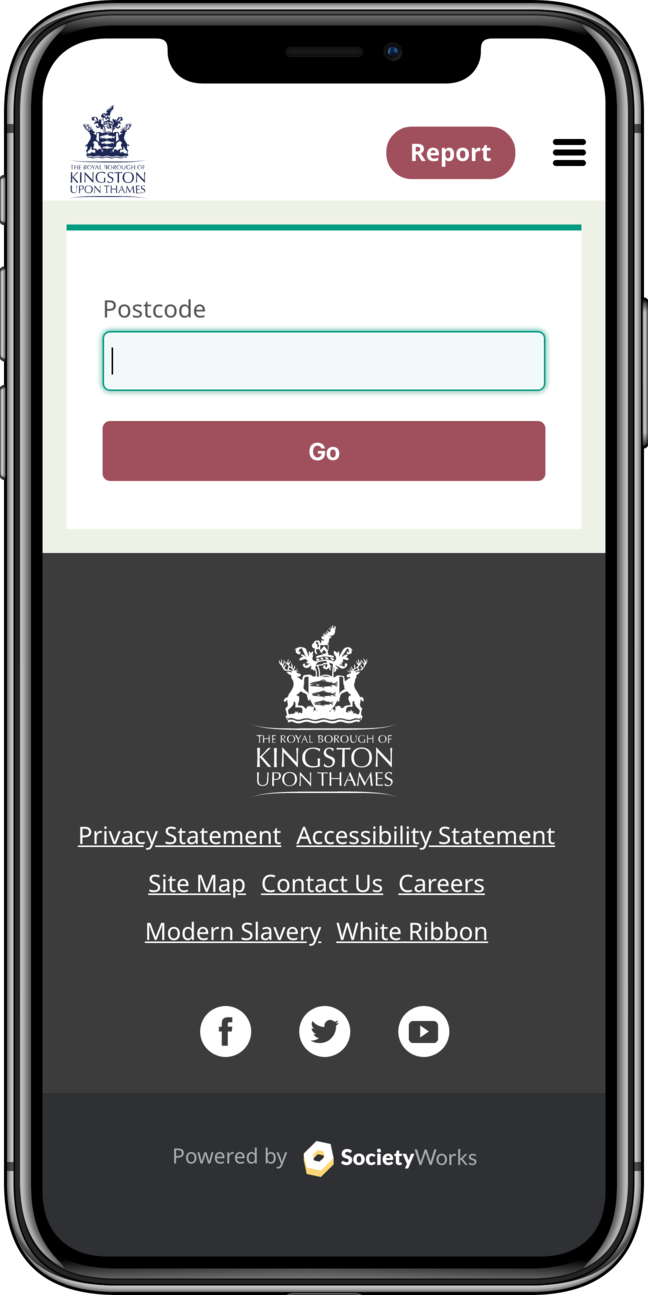 THE ROYAL BOROUGH OF
KINGSTON
UPON THAMES
Report
Postcode
Go
THE ROYAL BOROUGH OF
KINGSTON
UPON THAMES
Privacy Statement Accessibility Statement
Site Map Contact Us Careers
Modern Slavery White Ribbon
Powered by SocietyWorks